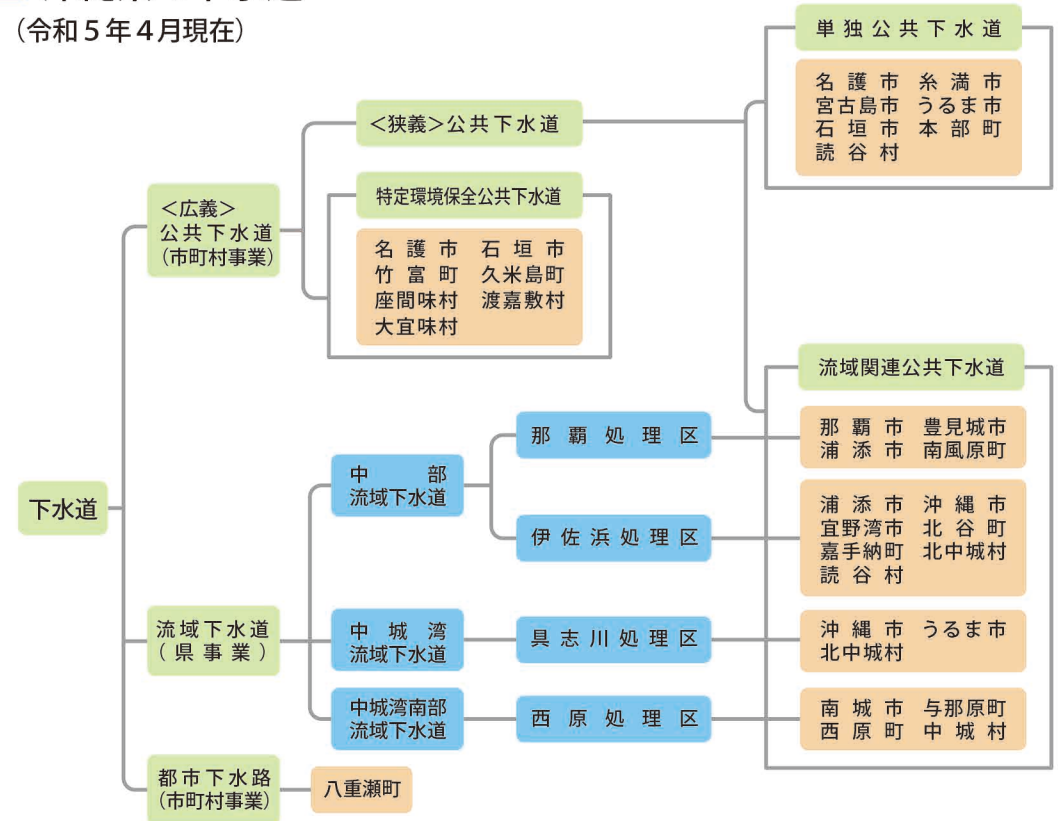 （令和5年4月現在）
下水道
＜広義＞
公共下水道
（市町村事業）
＜狭義＞公共下水道
特定環境保全公共下水道
名護市 石垣市
竹富町 久米島町
座間味村 渡嘉敷村
大宜味村
単独公共下水道
名護市 糸満市
宮古島市 うるま市
石垣市 本部町
読谷村
流域関連公共下水道
流域下水道
（県事業）
中部
流域下水道
那覇処理区
那覇市 豊見城市
浦添市 南風原町
伊佐浜処理区
浦添市 沖縄市
宜野湾市 北谷町
嘉手納町 北中城村
読谷村
中城湾
流域下水道
具志川処理区
沖縄市 うるま市
北中城村
中城湾南部
流域下水道
西原処理区
南城市 与那原町
西原町 中城村
都市下水路
（市町村事業）
八重瀬町